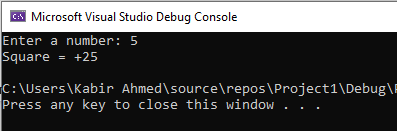 Microsoft Visual Studio Debug Console
Enter a number: 5
Square = +25
C:\Users\Kabir Ahmed\source\repos\Project1\Debug\
Press any key to close this window . . .